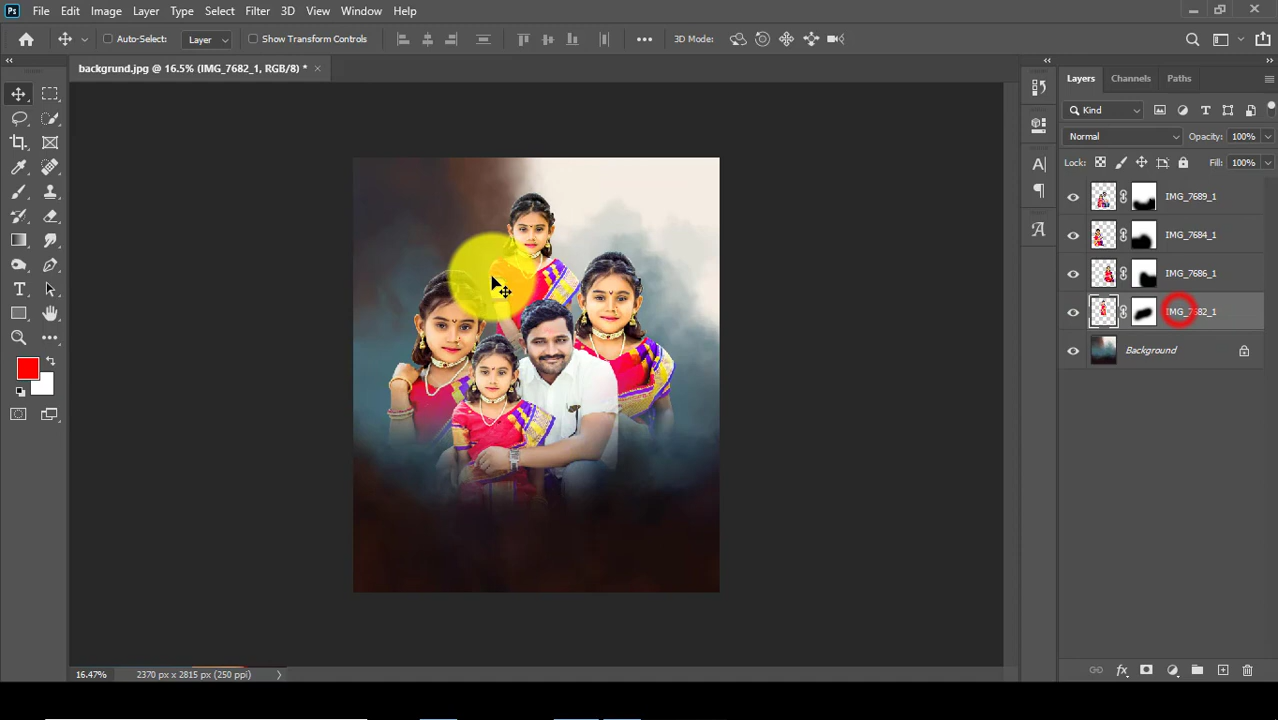 Ps File Edit Image Layer Type Select Filter 3D View Window Help
Auto-Select: Layer Show Transform Controls 3D Mode:
backgrund.jpg @ 16.5% (IMG_7682_1, RGB/8) *
Layers Channels Paths
Kind
Normal Opacity: 100%
Lock: Fill: 100%
IMG_7689_1
IMG_7684_1
IMG_7686_1
IMG_7682_1
Background
16.47% 2370 px x 2815 px (250 ppi)